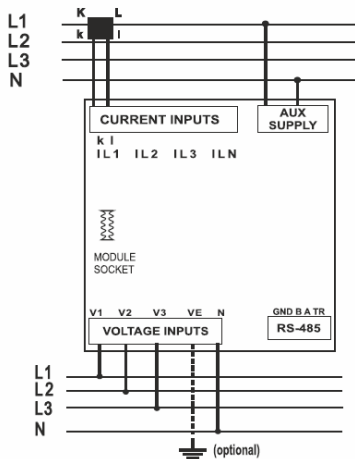 K L
L1
k l
L2
L3
N
CURRENT INPUTS
AUX SUPPLY
k l
IL1 IL2 IL3 ILN
MODULE SOCKET
V1 V2 V3 VE N
GND B A TR
VOLTAGE INPUTS
RS-485
L1
L2
L3
N
(optional)